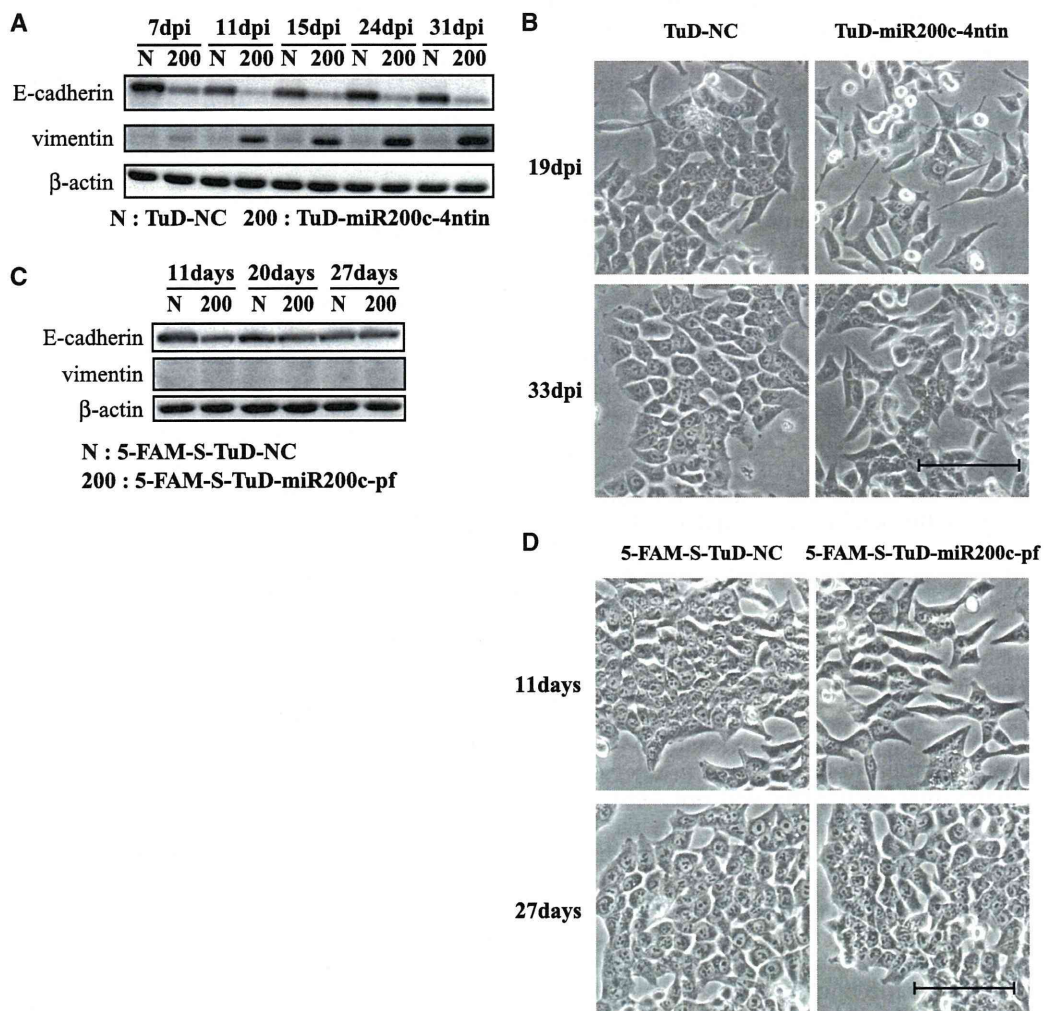 A
7dpi 11dpi 15dpi 24dpi 31dpi
N 200 N 200 N 200 N 200 N 200
E-cadherin
vimentin
β-actin
N : TuD-NC 200 : TuD-miR200c-4ntin
B
TuD-NC TuD-miR200c-4ntin
19dpi
33dpi
C
11days 20days 27days
N 200 N 200 N 200
E-cadherin
vimentin
β-actin
N : 5-FAM-S-TuD-NC
200 : 5-FAM-S-TuD-miR200c-pf
D
5-FAM-S-TuD-NC 5-FAM-S-TuD-miR200c-pf
11days
27days